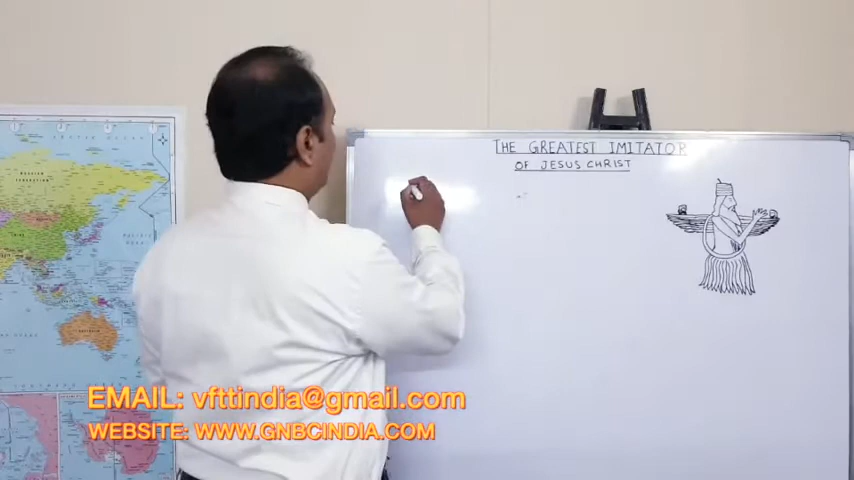 THE GREATEST IMITATOR
OF JESUS CHRIST
EMAIL: vfttindia@gmail.com
WEBSITE: www.GNBCINDIA.COM